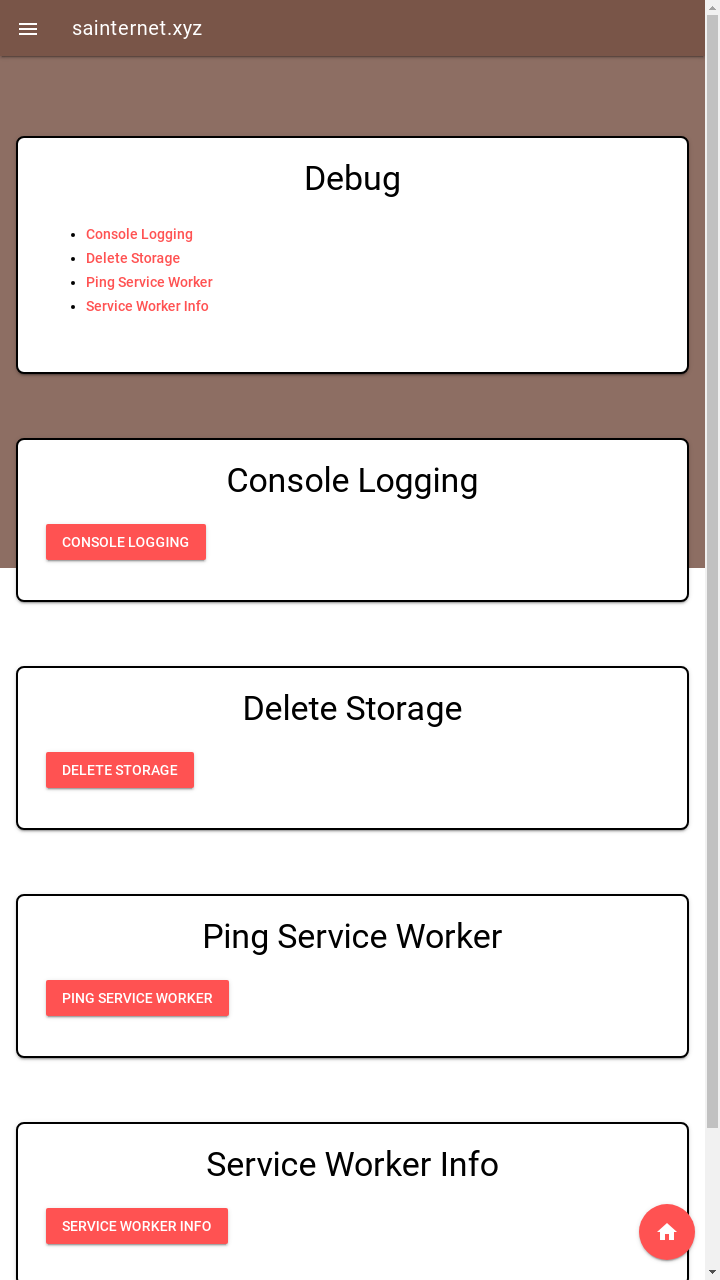 sainternet.xyz
Debug
Console Logging
Delete Storage
Ping Service Worker
Service Worker Info
Console Logging
CONSOLE LOGGING
Delete Storage
DELETE STORAGE
Ping Service Worker
PING SERVICE WORKER
Service Worker Info
SERVICE WORKER INFO